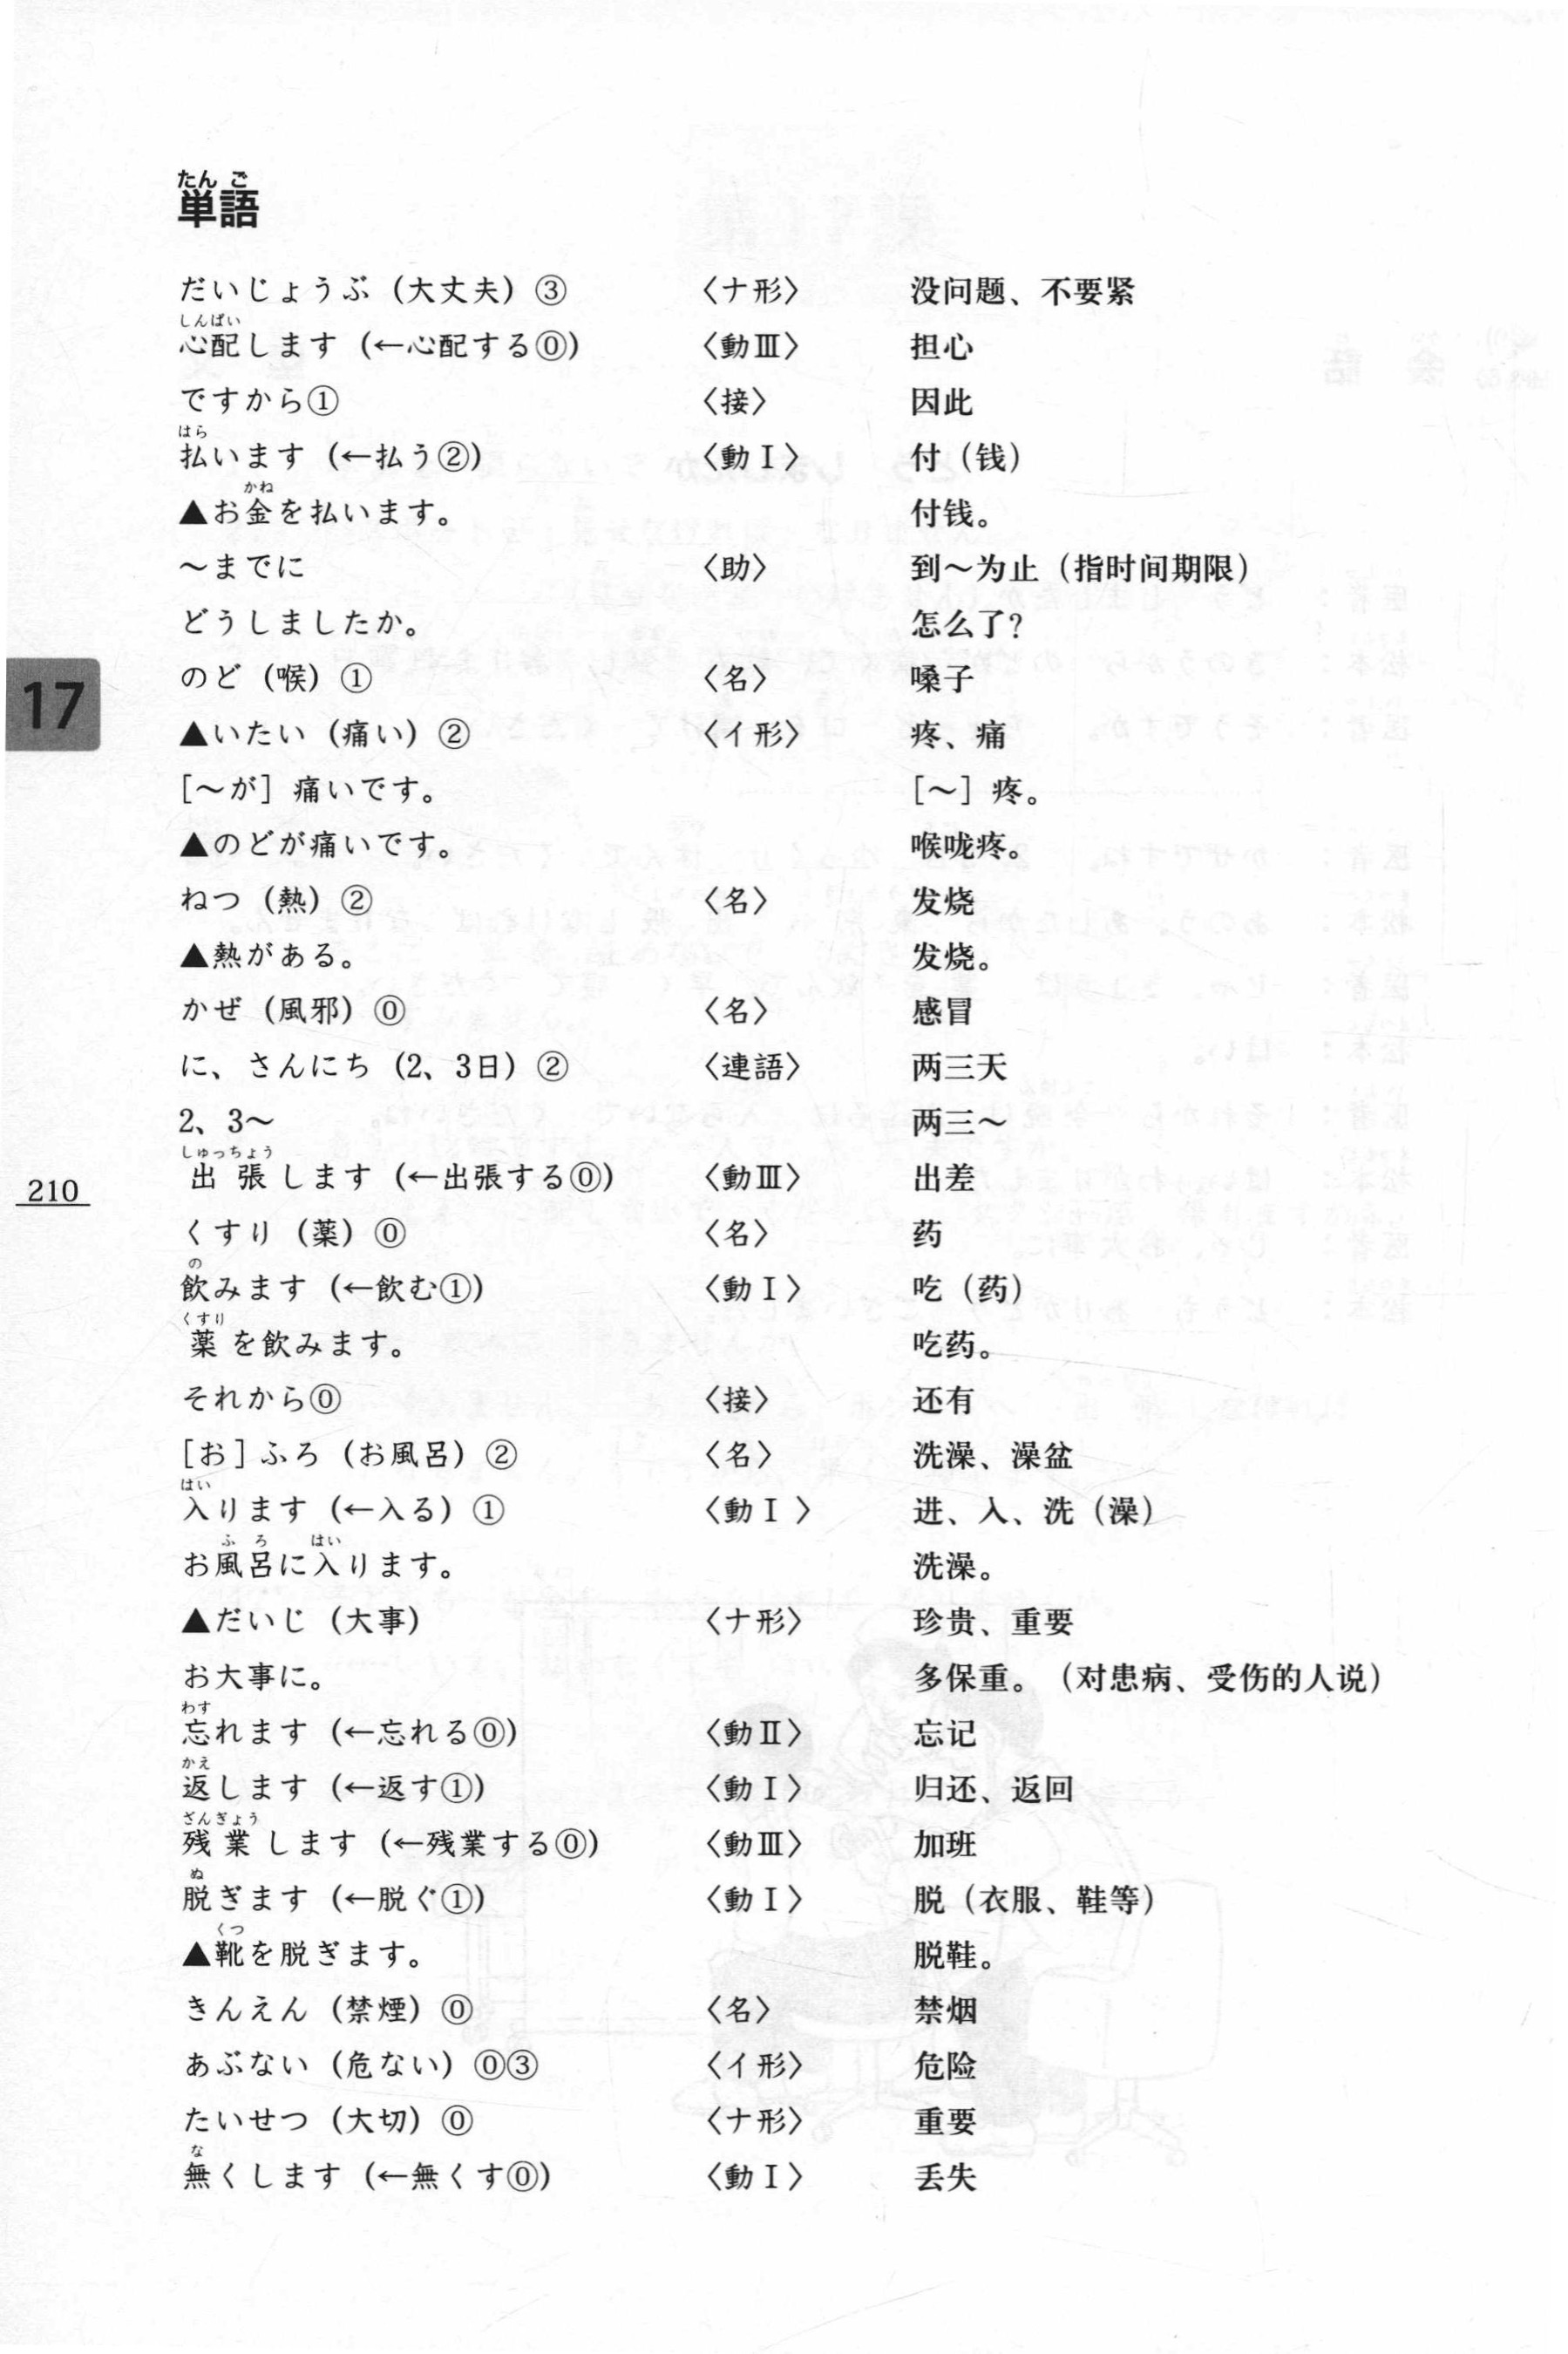 たんご
単語
だいじょうぶ（大丈夫）③ 〈ナ形〉 没问题、不要紧
しんぱい
心配します（←心配する⓪） 〈動Ⅲ〉 担心
ですから① 〈接〉 因此
はら
払います（←払う②） 〈動Ⅰ〉 付（钱）
かね
▲お金を払います。 付钱。
～までに 〈助〉 到～为止（指时间期限）
どうしましたか。 怎么了？
のど（喉）① 〈名〉 嗓子
17
▲いたい（痛い）② 〈イ形〉 疼、痛
［～が］痛いです。 ［～］疼。
▲のどが痛いです。 喉咙疼。
ねつ（熱）② 〈名〉 发烧
▲熱がある。 发烧。
かぜ（風邪）⓪ 〈名〉 感冒
に、さんにち（2、3日）② 〈連語〉 两三天
2、3～ 两三～
しゅっちょう
出張します（←出張する⓪） 〈動Ⅲ〉 出差
210
くすり（薬）⓪ 〈名〉 药
の
飲みます（←飲む①） 〈動Ⅰ〉 吃（药）
くすり
薬を飲みます。 吃药。
それから⓪ 〈接〉 还有
［お］ふろ（お風呂）② 〈名〉 洗澡、澡盆
はい
入ります（←入る）① 〈動Ⅰ〉 进、入、洗（澡）
ふろ はい
お風呂に入ります。 洗澡。
▲だいじ（大事） 〈ナ形〉 珍贵、重要
お大事に。 多保重。（对患病、受伤的人说）
わす
忘れます（←忘れる⓪） 〈動Ⅱ〉 忘记
かえ
返します（←返す①） 〈動Ⅰ〉 归还、返回
ざんぎょう
残業します（←残業する⓪） 〈動Ⅲ〉 加班
ぬ
脱ぎます（←脱ぐ①） 〈動Ⅰ〉 脱（衣服、鞋等）
くつ
▲靴を脱ぎます。 脱鞋。
きんえん（禁煙）⓪ 〈名〉 禁烟
あぶない（危ない）⓪③ 〈イ形〉 危险
たいせつ（大切）⓪ 〈ナ形〉 重要
な
無くします（←無くす⓪） 〈動Ⅰ〉 丢失